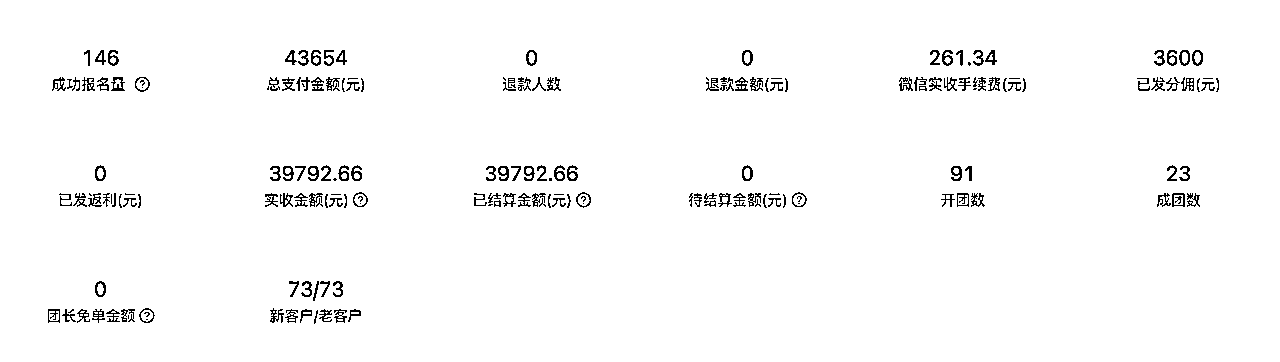 146 43654 0 0 261.34 3600
成功报名量 总支付金额(元) 退款人数 退款金额(元) 微信实收手续费(元) 已发分佣(元)
0 39792.66 39792.66 0 91 23
已发返利(元) 实收金额(元) 已结算金额(元) 待结算金额(元) 开团数 成团数
0 73/73
团长免单金额 新客户/老客户